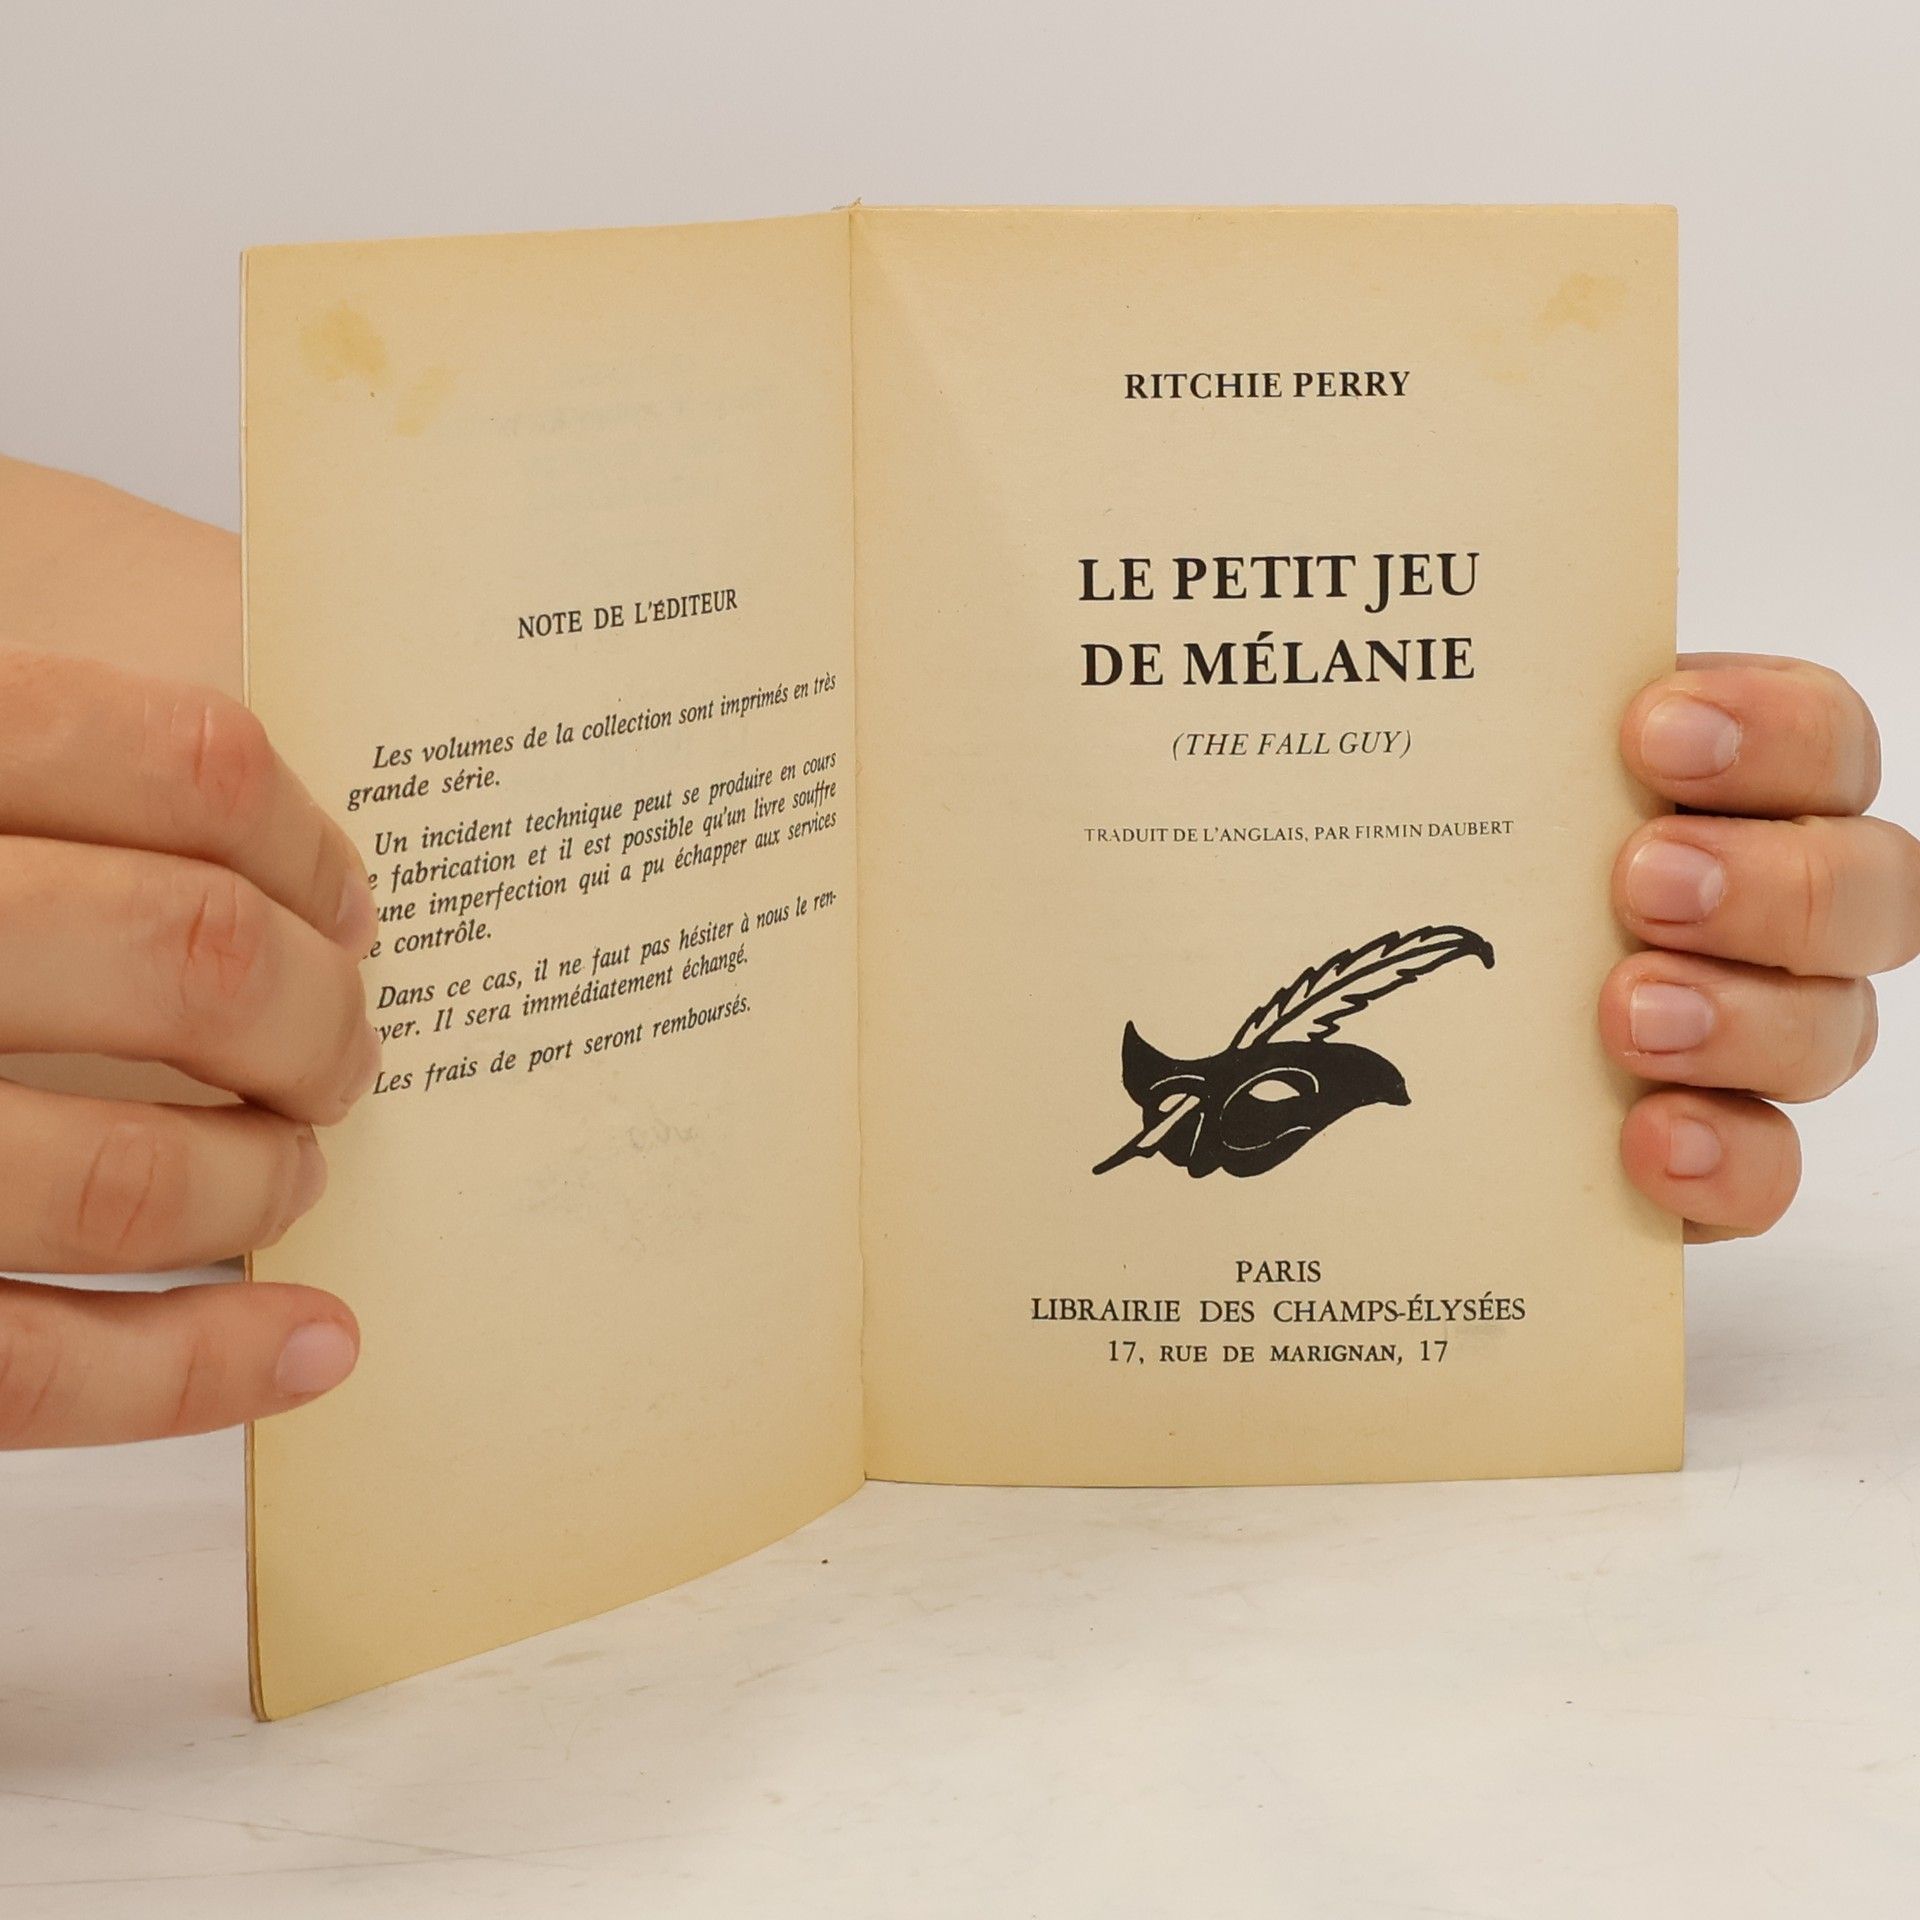 NOTE DE L'ÉDITEUR
Les volumes de la collection sont imprimés en très
grande série.
Un incident technique peut se produire en cours
e fabrication et il est possible qu'un livre souffre
une imperfection qui a pu échapper aux services
e contrôle.
Dans ce cas, il ne faut pas hésiter à nous le ren-
yer. Il sera immédiatement échangé.
Les frais de port seront remboursés.
RITCHIE PERRY
LE PETIT JEU
DE MÉLANIE
(THE FALL GUY)
TRADUIT DE L'ANGLAIS, PAR FIRMIN DAUBERT
PARIS
LIBRAIRIE DES CHAMPS-ÉLYSÉES
17, RUE DE MARIGNAN, 17